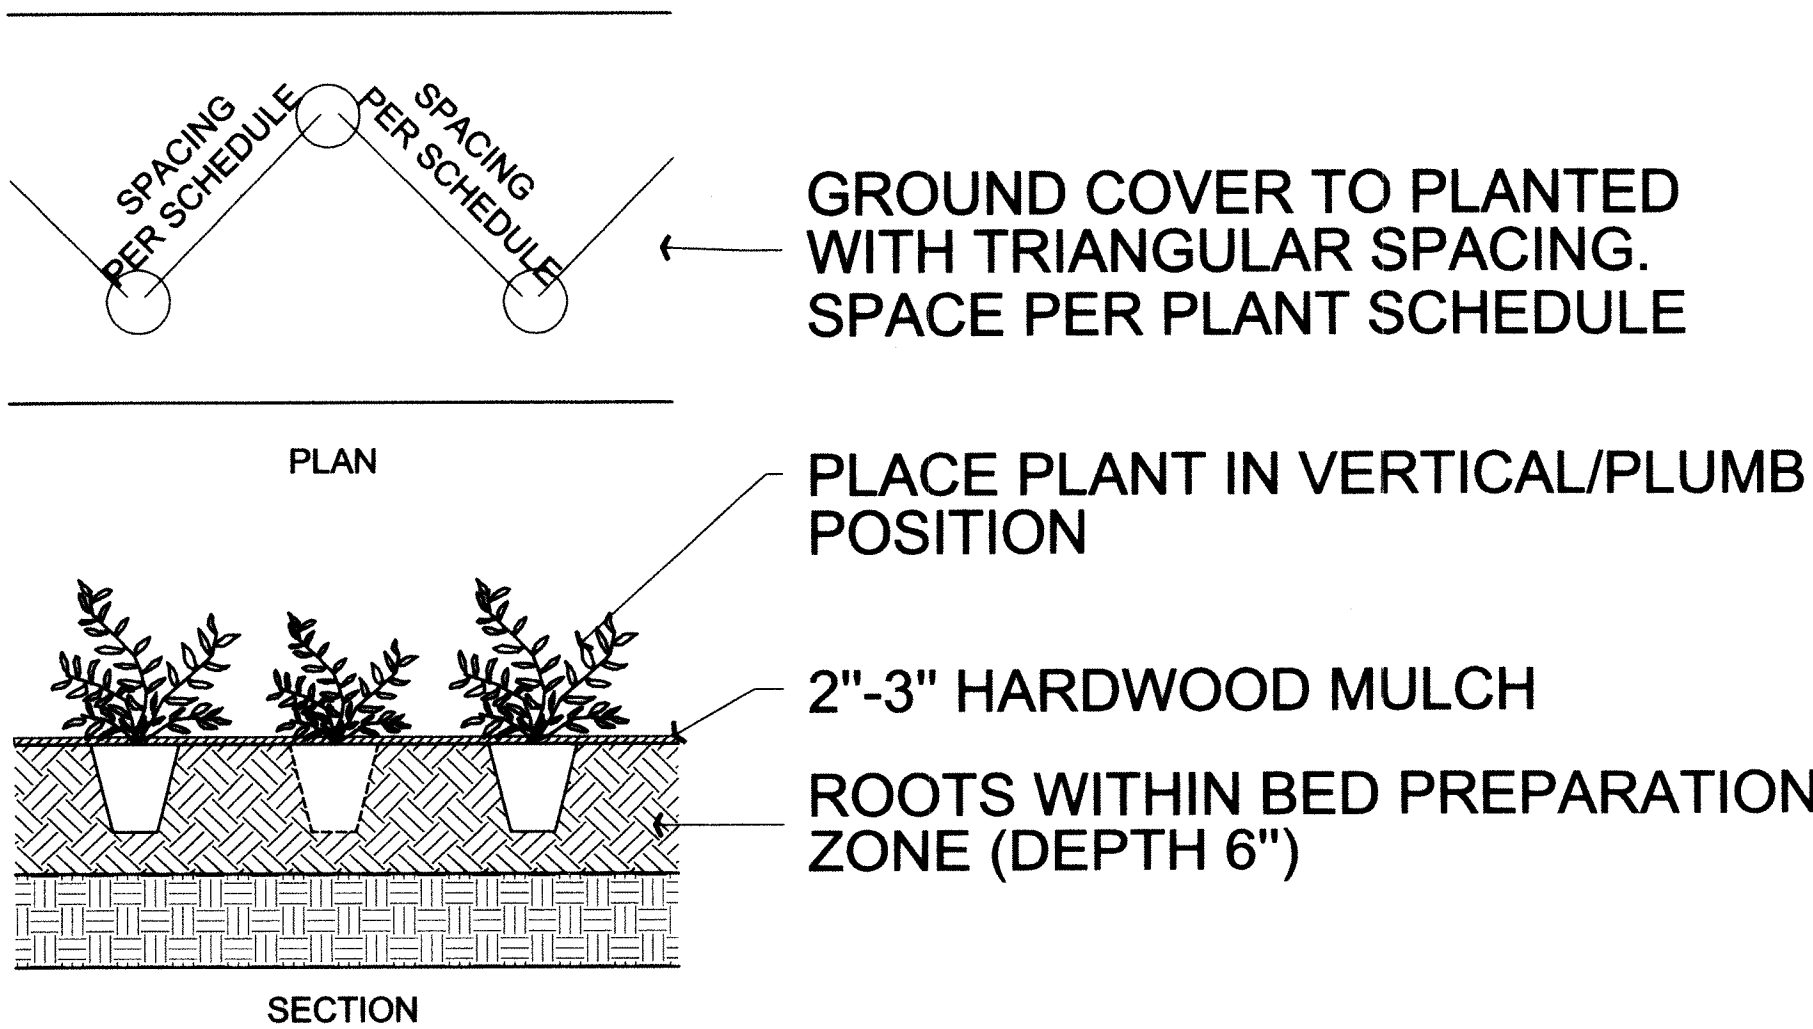 SPACING
PER SCHEDULE
SPACING
PER SCHEDULE
GROUND COVER TO PLANTED
WITH TRIANGULAR SPACING.
SPACE PER PLANT SCHEDULE
PLAN
PLACE PLANT IN VERTICAL/PLUMB
POSITION
2"-3" HARDWOOD MULCH
ROOTS WITHIN BED PREPARATION
ZONE (DEPTH 6")
SECTION